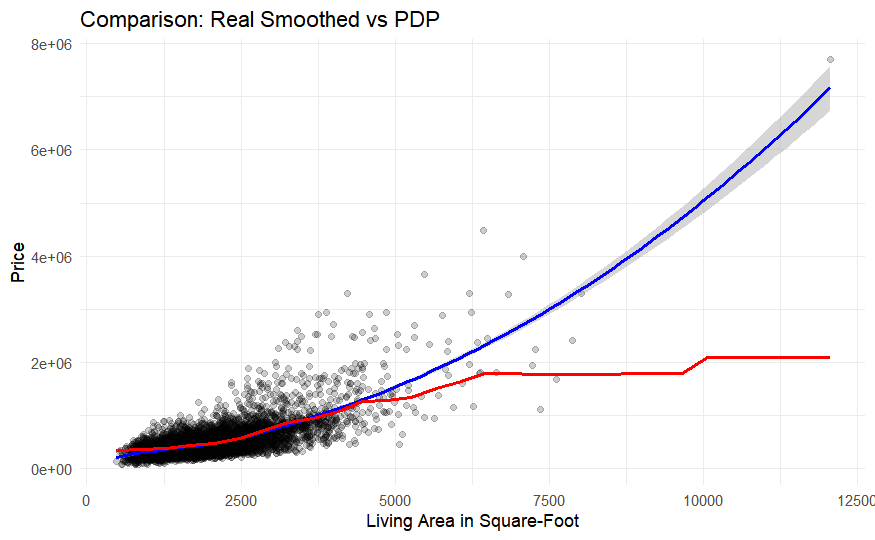 Comparison: Real Smoothed vs PDP
8e+06
6e+06
4e+06
2e+06
0e+00
Price
0 2500 5000 7500 10000 12500
Living Area in Square-Foot